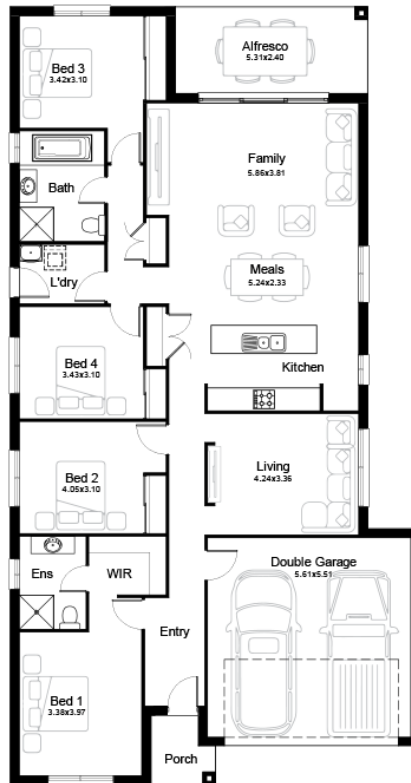 Alfresco
5.31x2.40
Bed 3
3.42x3.10
Family
5.86x3.81
Bath
Meals
5.24x2.33
L'dry
Kitchen
Bed 4
3.43x3.10
Living
4.24x3.36
Bed 2
4.05x3.10
Double Garage
5.61x5.51
Ens
WIR
Entry
Bed 1
3.38x3.97
Porch